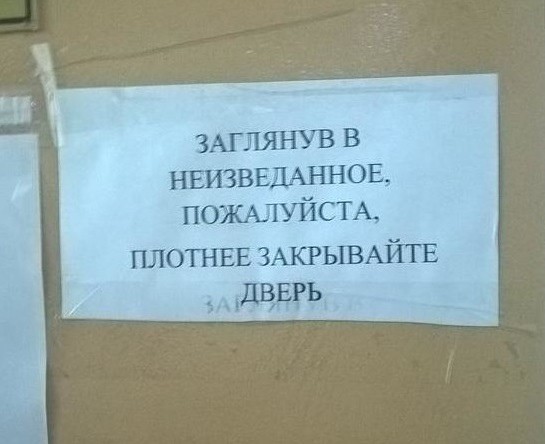 ЗАГЛЯНУВ В
НЕИЗВЕДАННОЕ,
ПОЖАЛУЙСТА,
ПЛОТНЕЕ ЗАКРЫВАЙТЕ
ДВЕРЬ